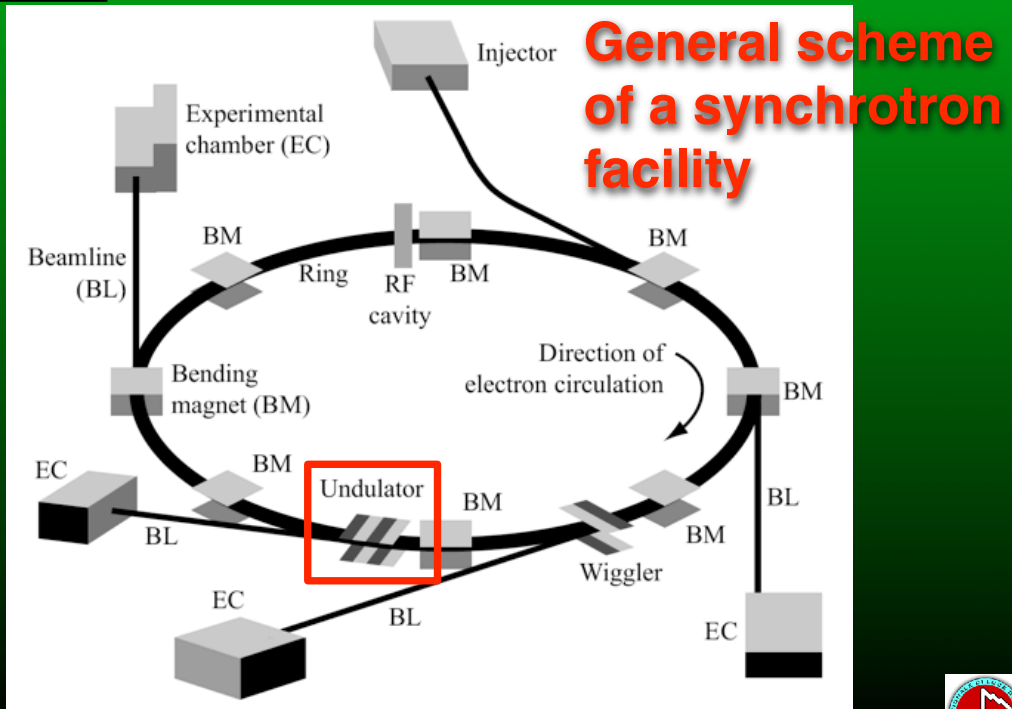 General scheme
of a synchrotron
facility
Injector
Experimental
chamber (EC)
BM
BM
Beamline
(BL)
Ring
RF
cavity
BM
Direction of
electron circulation
Bending
magnet (BM)
BM
EC
BM
Undulator
BM
BL
BL
BM
Wiggler
EC
BL
EC